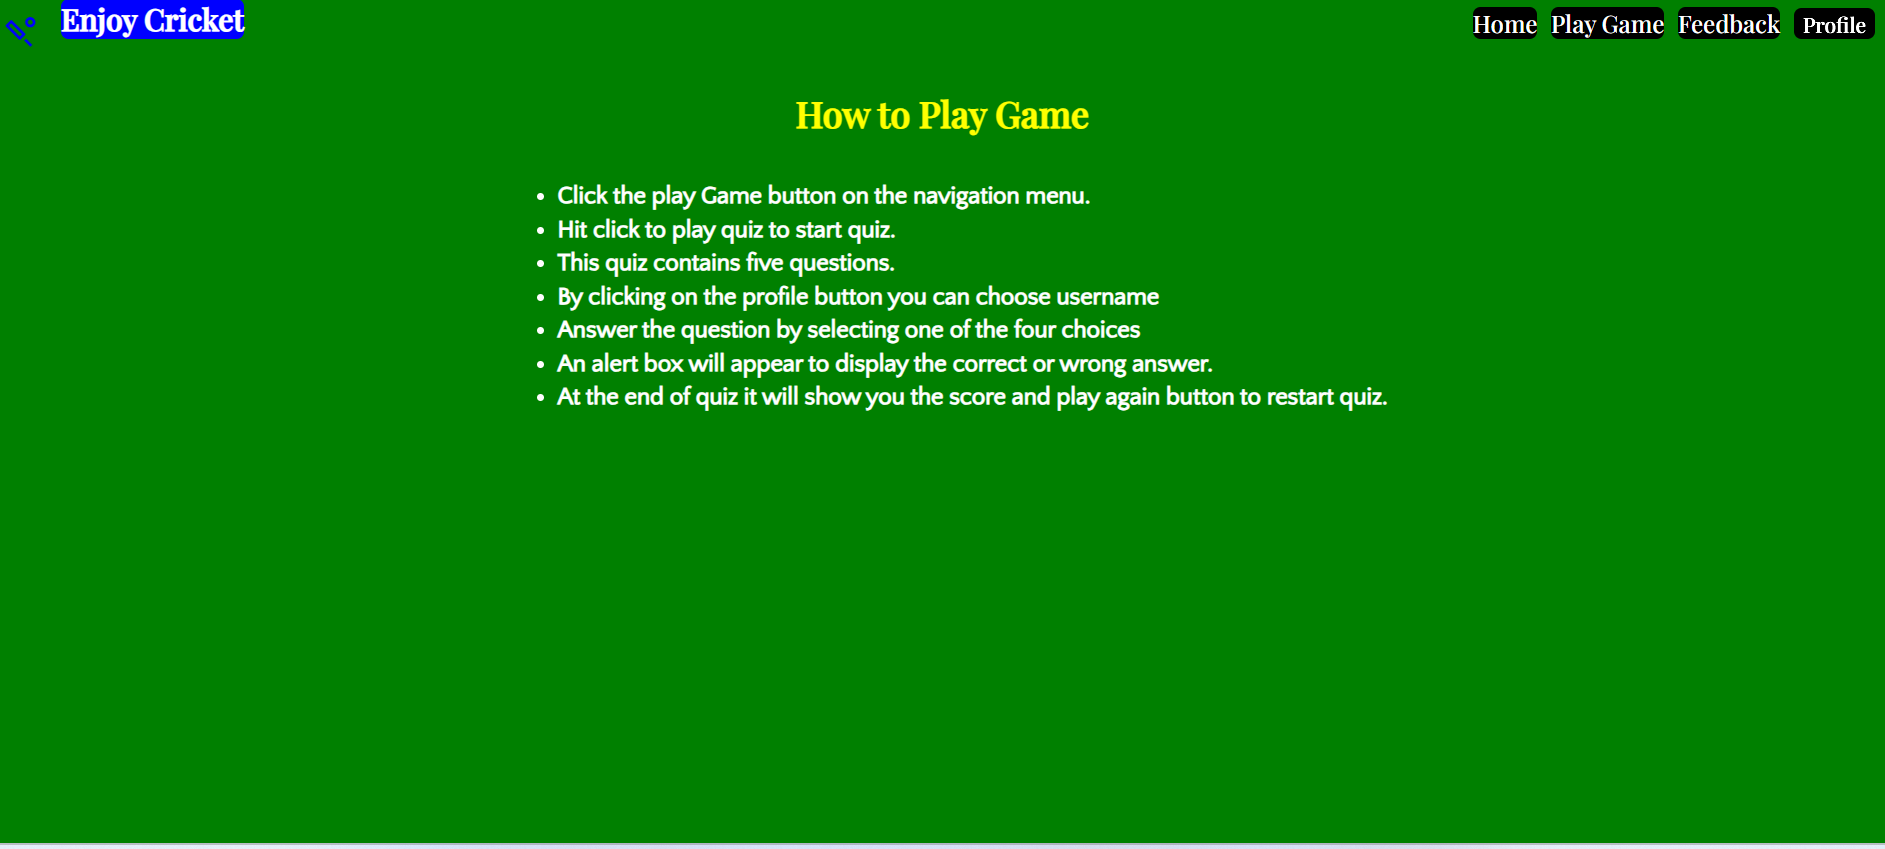 Enjoy Cricket
Home Play Game Feedback Profile
How to Play Game
• Click the play Game button on the navigation menu.
• Hit click to play quiz to start quiz.
• This quiz contains five questions.
• By clicking on the profile button you can choose username
• Answer the question by selecting one of the four choices
• An alert box will appear to display the correct or wrong answer.
• At the end of quiz it will show you the score and play again button to restart quiz.